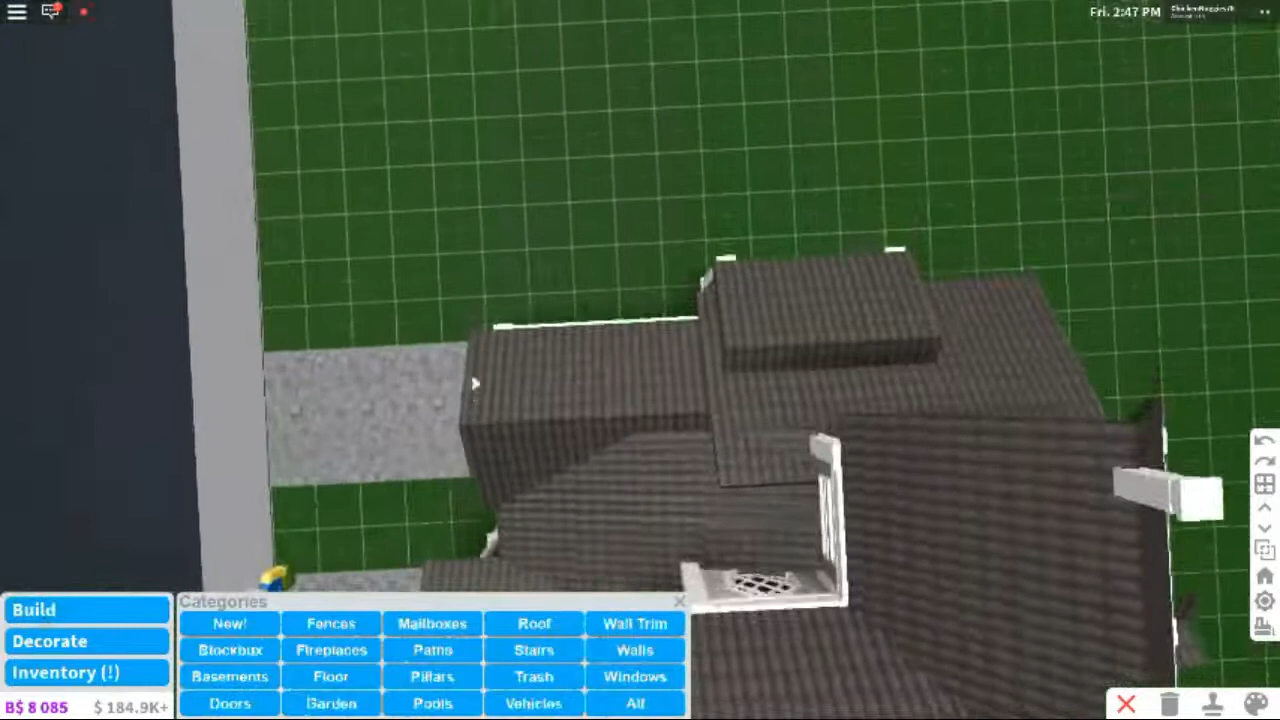 Fri. 2:47 PM
Build
Decorate
Inventory (!)
B$ 8 085
$ 184.9K+
Categories
New! Fences Mailboxes Roof Wall Trim
Blockbux Fireplaces Paths Stairs Walls
Basements Floor Pillars Trash Windows
Doors Garden Pools Vehicles All